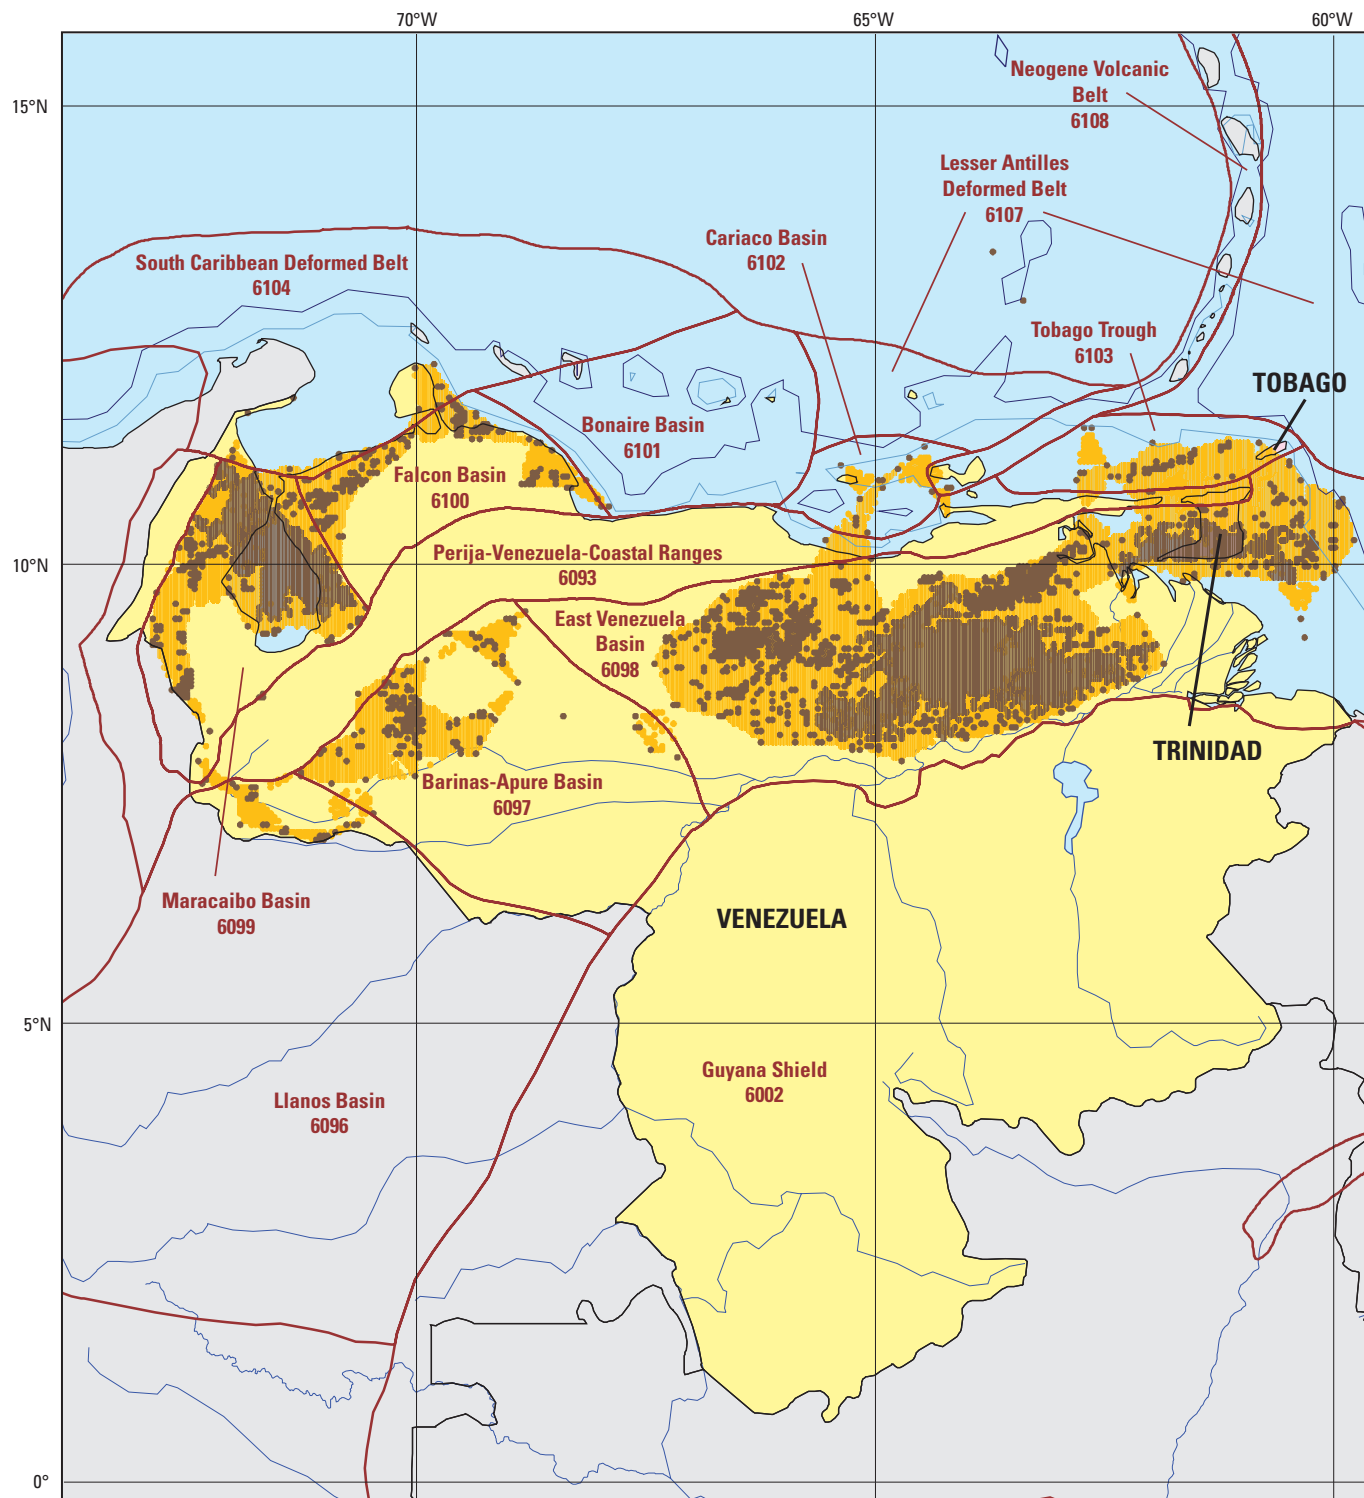 70°W
65°W
60°W
15°N
10°N
5°N
0°
Neogene Volcanic
Belt
6108
Lesser Antilles
Deformed Belt
6107
Cariaco Basin
6102
South Caribbean Deformed Belt
6104
Tobago Trough
6103
TOBAGO
Bonaire Basin
6101
Falcon Basin
6100
Perija-Venezuela-Coastal Ranges
6093
East Venezuela
Basin
6098
TRINIDAD
Barinas-Apure Basin
6097
Maracaibo Basin
6099
VENEZUELA
Guyana Shield
6002
Llanos Basin
6096